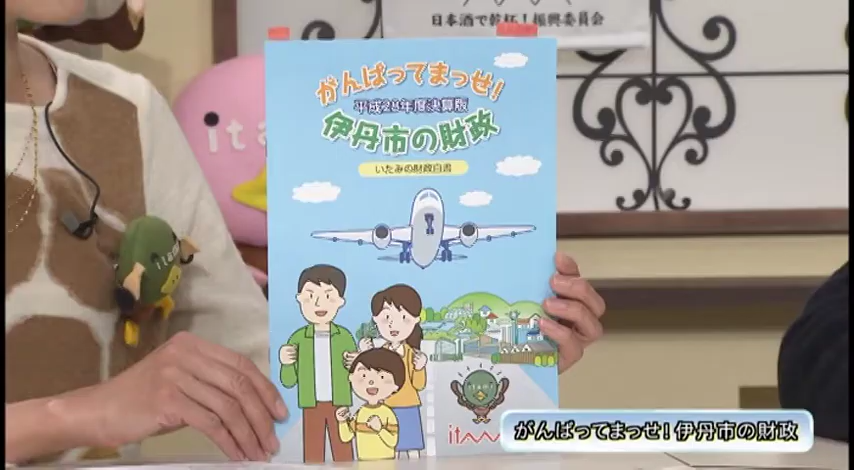 日本酒で乾杯！振興委員会
がんばってまっせ！
平成28年度決算版
伊丹市の財政
いたみの財政白書
itami
itami
がんばってまっせ！伊丹市の財政